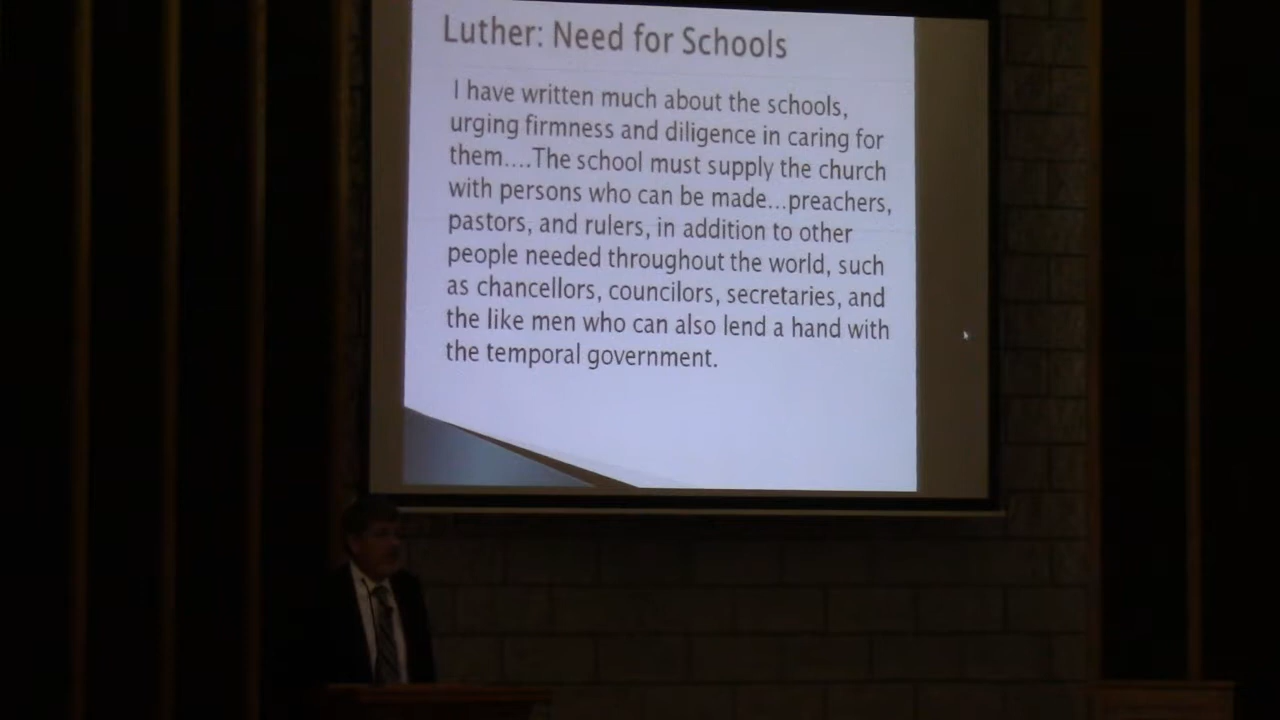 Luther: Need for Schools
I have written much about the schools,
urging firmness and diligence in caring for
them....The school must supply the church
with persons who can be made...preachers,
pastors, and rulers, in addition to other
people needed throughout the world, such
as chancellors, councilors, secretaries, and
the like men who can also lend a hand with
the temporal government.